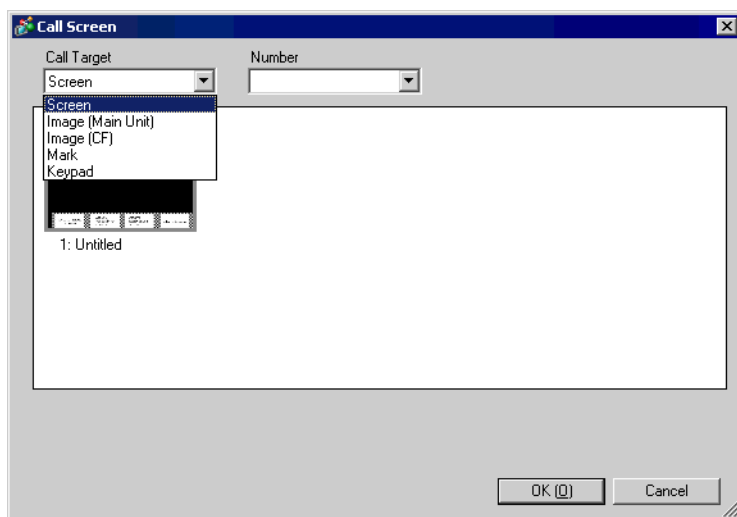 Call Screen
Call Target Number
Screen
Screen
Image (Main Unit)
Image (CF)
Mark
Keypad
1: Untitled
OK (O) Cancel